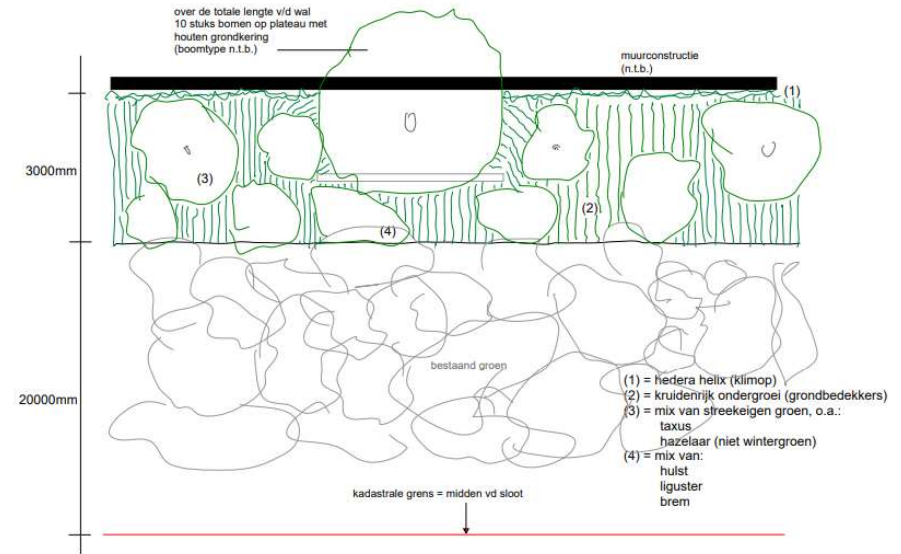 over de totale lengte v/d wal
10 stuks bomen op plateau met
houten grondkering
(boomtype n.t.b.)
muurconstructie
(n.t.b.)
(1)
3000mm
(3)
(2)
(4)
bestaand groen
20000mm
(1) = hedera helix (klimop)
(2) = kruidenrijk ondergroei (grondbedekkers)
(3) = mix van streekeigen groen, o.a.:
taxus
hazelaar (niet wintergroen)
(4) = mix van:
hulst
liguster
brem
kadastrale grens = midden vd sloot